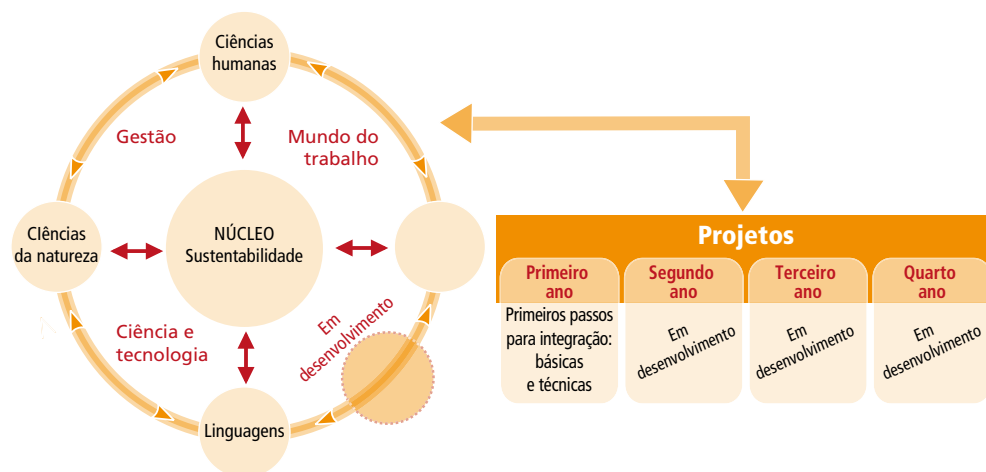 Ciências
humanas
Gestão
Mundo do
trabalho
CIências
da natureza
NÚCLEO
Sustentabilidade
Ciência e
tecnologia
Em
desenvolvimento
Linguagens
Projetos
Primeiro
ano
Segundo
ano
Terceiro
ano
Quarto
ano
Primeiros passos
para integração:
básicas
e técnicas
Em
desenvolvimento
Em
desenvolvimento
Em
desenvolvimento